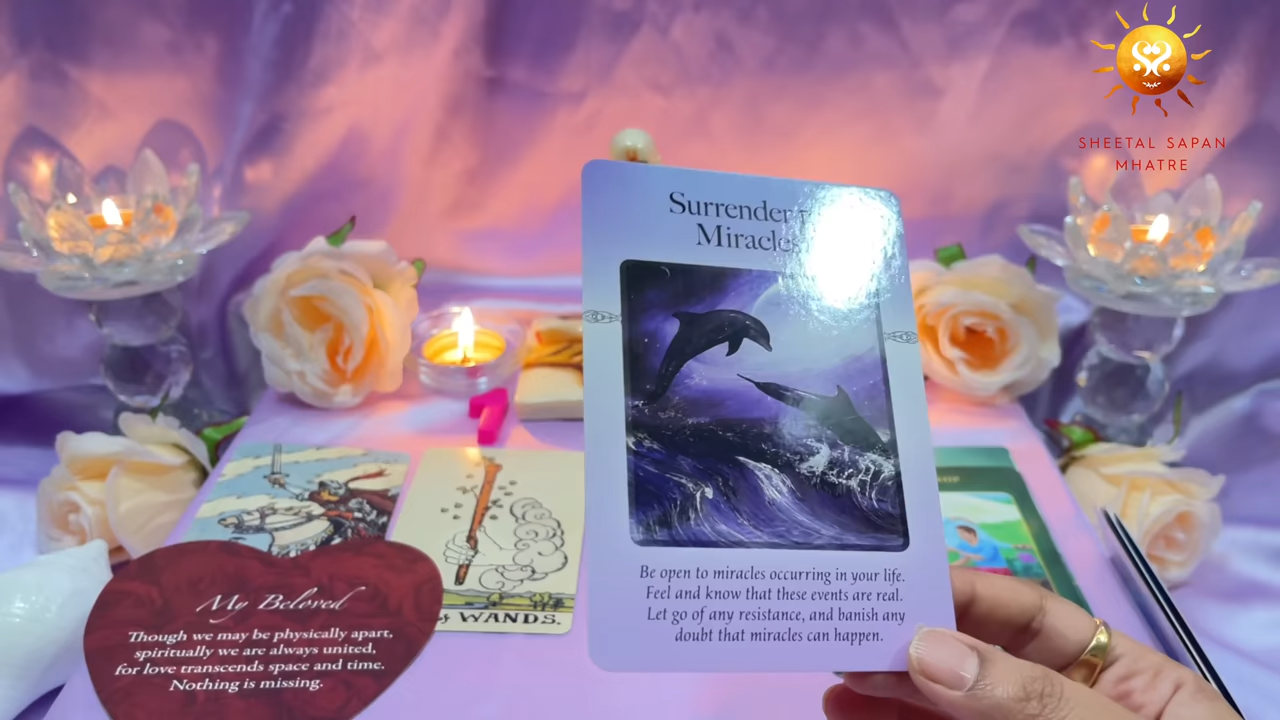 SHEETAL SAPAN
MHATRE
Surrender
Miracles
Be open to miracles occurring in your life.
Feel and know that these events are real.
Let go of any resistance, and banish any
doubt that miracles can happen.
My Beloved
Though we may be physically apart,
spiritually we are always united,
for love transcends space and time.
Nothing is missing.
WANDS.